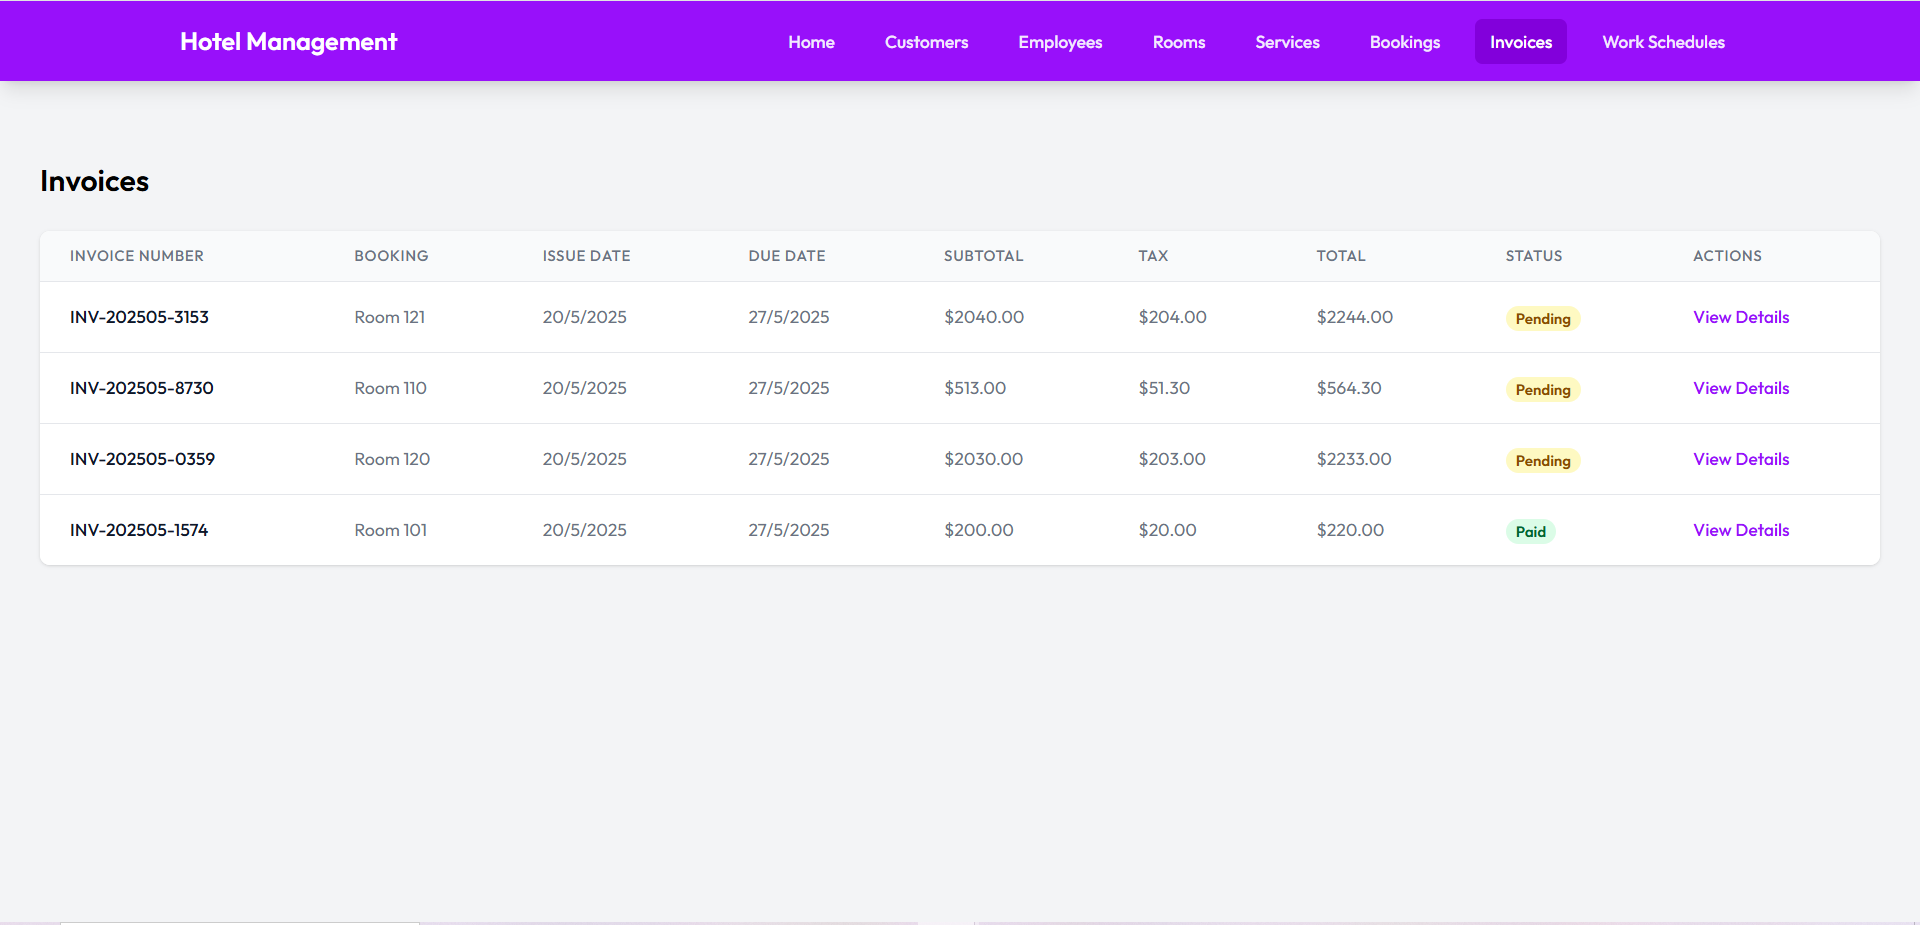 Hotel Management Home Customers Employees Rooms Services Bookings Invoices Work Schedules
Invoices
INVOICE NUMBER BOOKING ISSUE DATE DUE DATE SUBTOTAL TAX TOTAL STATUS ACTIONS
INV-202505-3153 Room 121 20/5/2025 27/5/2025 $2040.00 $204.00 $2244.00 Pending View Details
INV-202505-8730 Room 110 20/5/2025 27/5/2025 $513.00 $51.30 $564.30 Pending View Details
INV-202505-0359 Room 120 20/5/2025 27/5/2025 $2030.00 $203.00 $2233.00 Pending View Details
INV-202505-1574 Room 101 20/5/2025 27/5/2025 $200.00 $20.00 $220.00 Paid View Details